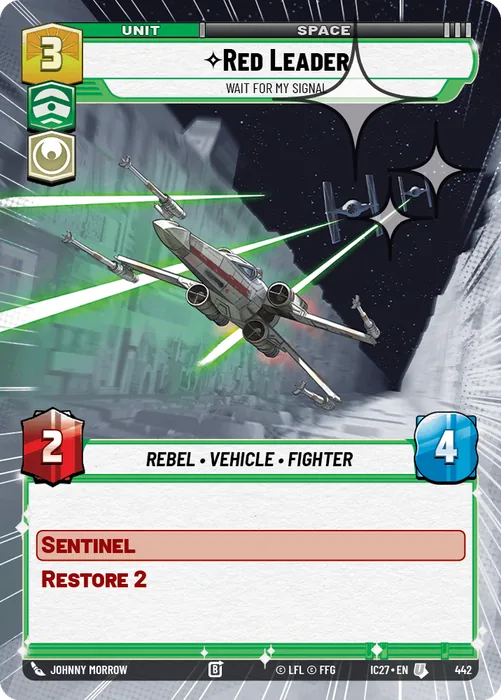 UNIT
SPACE
3
RED LEADER
WAIT FOR MY SIGNAL
2
4
REBEL • VEHICLE • FIGHTER
SENTINEL
RESTORE 2
JOHNNY MORROW
B
© LFL © FFG
IC27 • EN
442